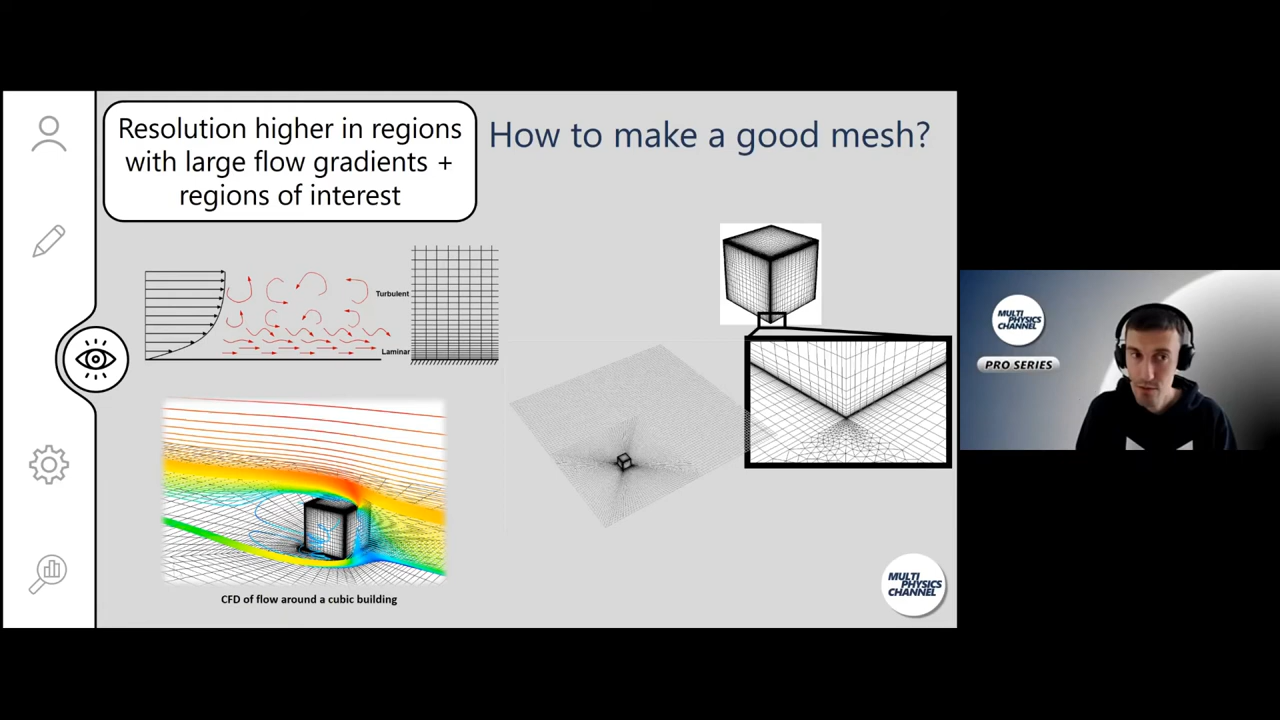 Resolution higher in regions
with large flow gradients +
regions of interest
How to make a good mesh?
Turbulent
Laminar
CFD of flow around a cubic building
MULTI
PHYSICS
CHANNEL
MULTI
PHYSICS
CHANNEL
PRO SERIES